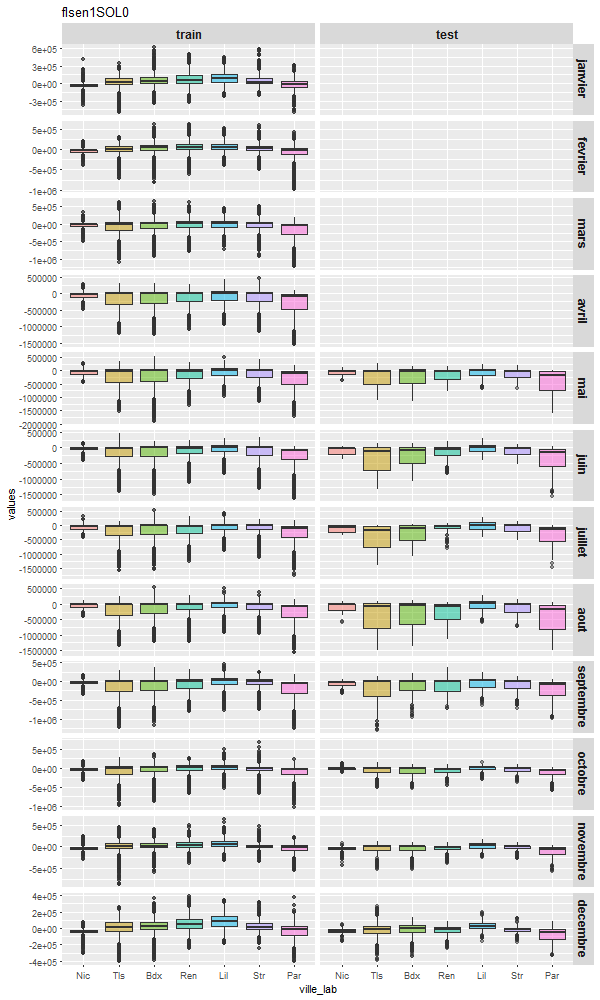 flsen1SOL0
train test
6e+05
3e+05
0e+00
-3e+05
janvier
5e+05
0e+00
-5e+05
-1e+06
fevrier
5e+05
0e+00
-5e+05
-1e+06
mars
500000
0
-500000
-1000000
-1500000
avril
500000
0
-500000
-1000000
-1500000
-2000000
mai
500000
0
-500000
-1000000
-1500000
juin
values
500000
0
-500000
-1000000
-1500000
juillet
500000
0
-500000
-1000000
-1500000
aout
5e+05
0e+00
-5e+05
-1e+06
septembre
5e+05
0e+00
-5e+05
-1e+06
octobre
5e+05
0e+00
-5e+05
novembre
4e+05
2e+05
0e+00
-2e+05
-4e+05
decembre
Nic Tls Bdx Ren Lil Str Par Nic Tls Bdx Ren Lil Str Par
ville_lab